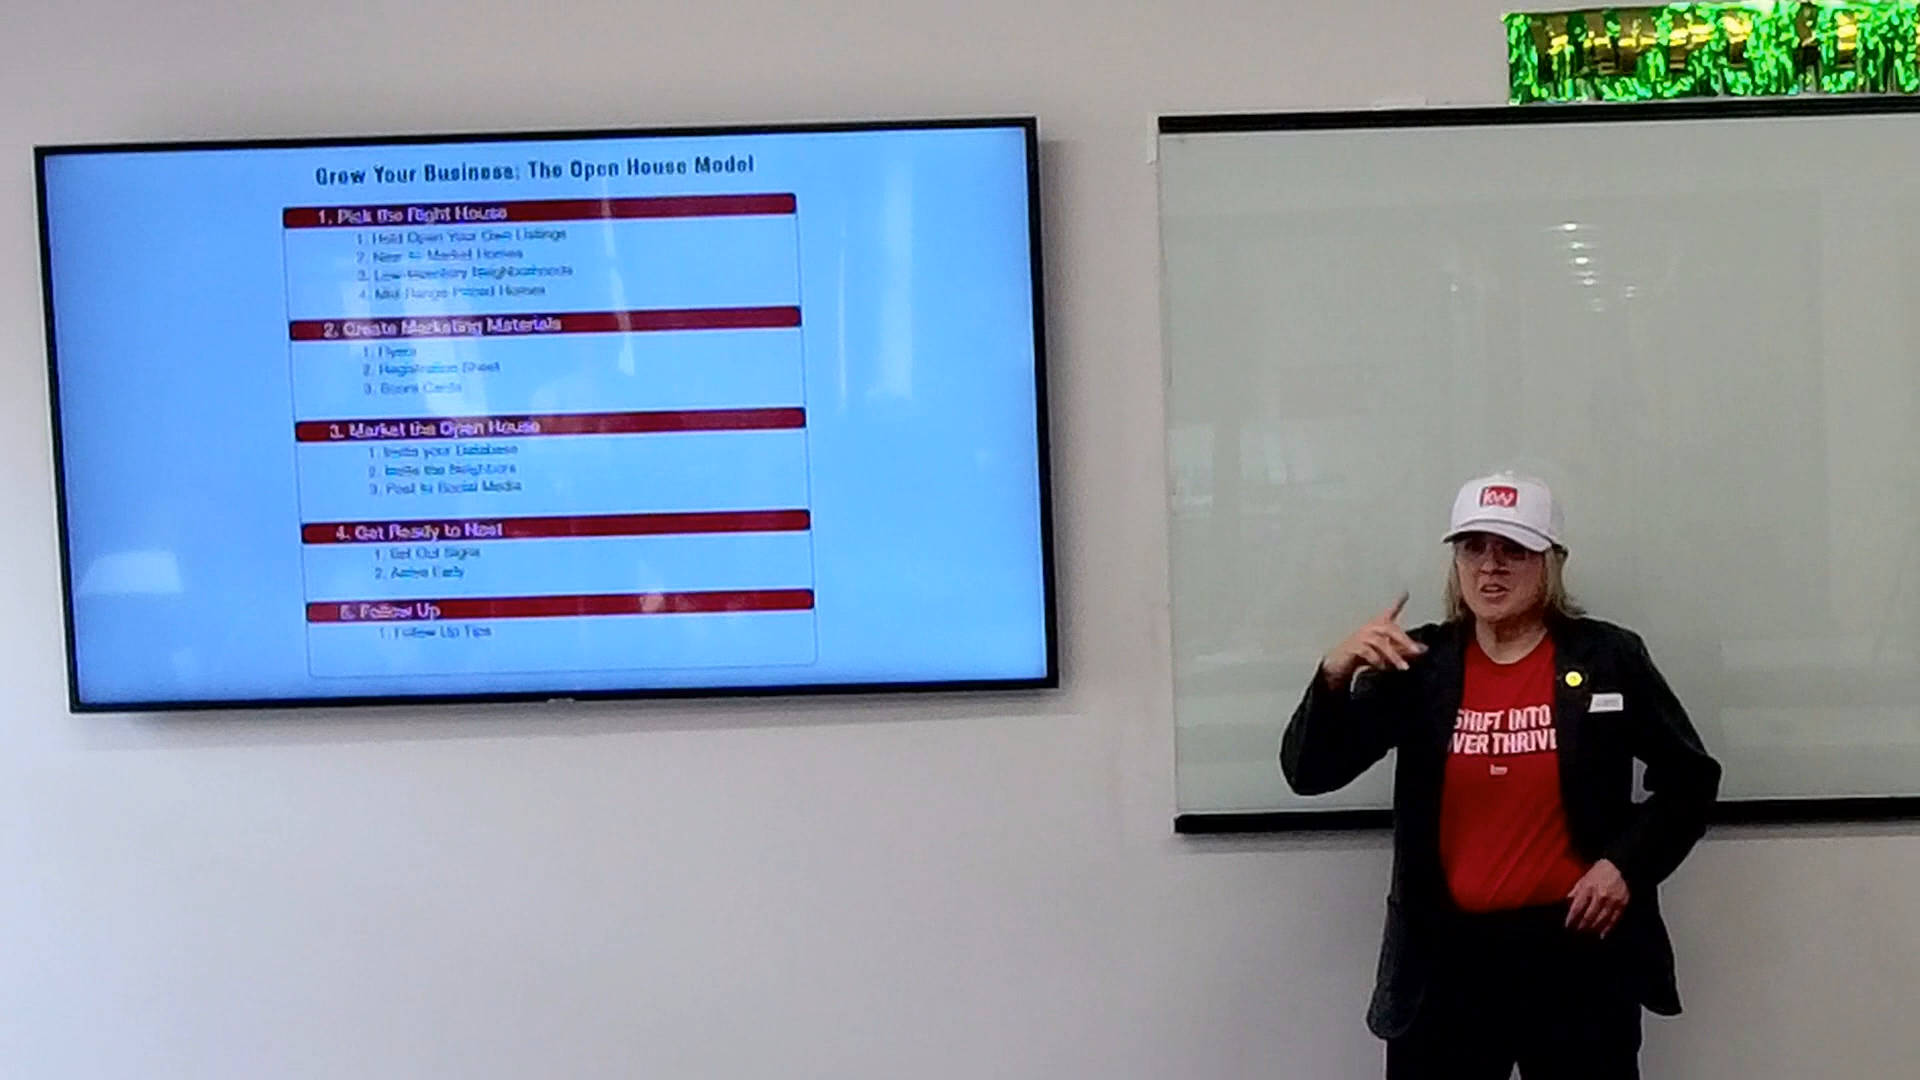 Grow Your Business: The Open House Model
1. Pick the Right House
1. Hold Open Your Own Listings
2. Near to Market Homes
3. Low Inventory Neighborhoods
4. Mid Range Priced Homes
2. Create Marketing Materials
1. Flyers
2. Registration Sheet
3. Score Cards
3. Market the Open House
1. Invite your Database
2. Invite the Neighbors
3. Post to Social Media
4. Get Ready to Host
1. Get Out Signs
2. Arrive Early
5. Follow Up
1. Follow Up Tips
kw
SHIFT INTO
VER THRIVE